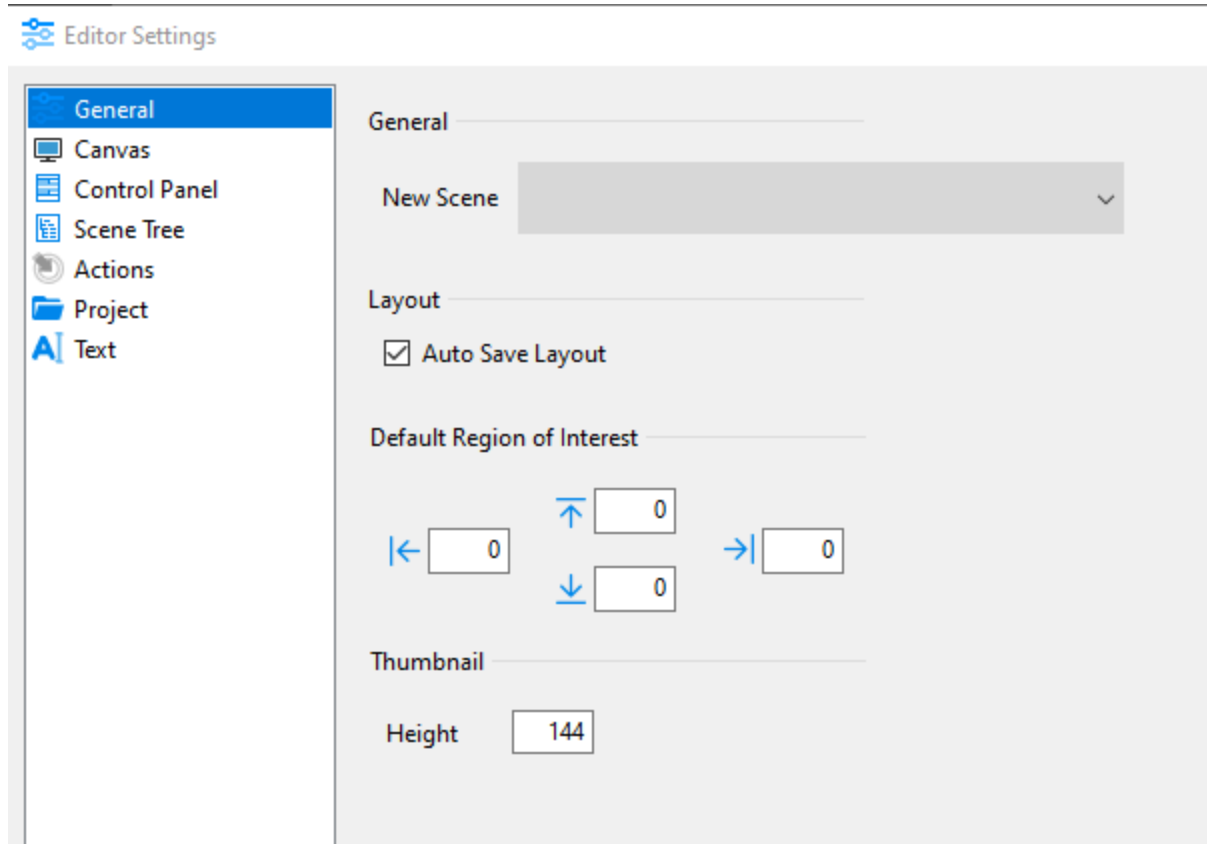 Editor Settings
General
Canvas
Control Panel
Scene Tree
Actions
Project
Text
General
New Scene
Layout
Auto Save Layout
Default Region of Interest
0
0
0
0
Thumbnail
Height 144